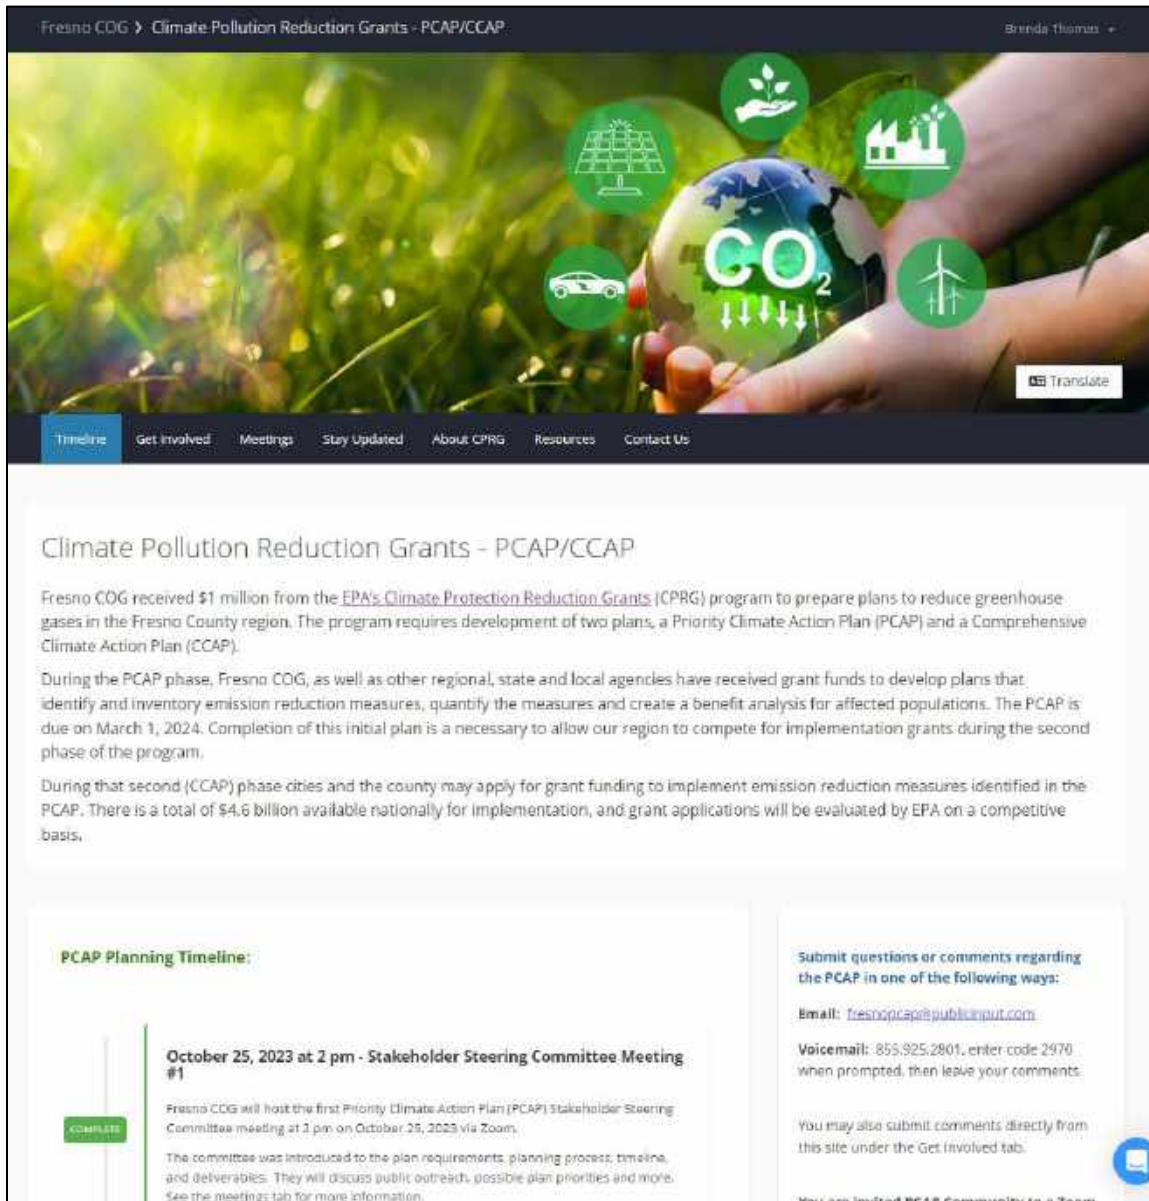 Fresno COG ❯ Climate Pollution Reduction Grants - PCAP/CCAP
Brenda Thomas
CO2
Translate
Timeline
Get Involved
Meetings
Stay Updated
About CPRG
Resources
Contact Us
Climate Pollution Reduction Grants - PCAP/CCAP
Fresno COG received $1 million from the EPA's Climate Protection Reduction Grants (CPRG) program to prepare plans to reduce greenhouse
gases in the Fresno County region. The program requires development of two plans, a Priority Climate Action Plan (PCAP) and a Comprehensive
Climate Action Plan (CCAP).
During the PCAP phase, Fresno COG, as well as other regional, state and local agencies have received grant funds to develop plans that
identify and inventory emission reduction measures, quantify the measures and create a benefit analysis for affected populations. The PCAP is
due on March 1, 2024. Completion of this initial plan is a necessary to allow our region to compete for implementation grants during the second
phase of the program.
During that second (CCAP) phase cities and the county may apply for grant funding to implement emission reduction measures identified in the
PCAP. There is a total of $4.6 billion available nationally for implementation, and grant applications will be evaluated by EPA on a competitive
basis.
PCAP Planning Timeline:
COMPLETE
October 25, 2023 at 2 pm - Stakeholder Steering Committee Meeting
#1
Fresno COG will host the first Priority Climate Action Plan (PCAP) Stakeholder Steering
Committee meeting at 2 pm on October 25, 2023 via Zoom.
The committee was introduced to the plan requirements, planning process, timeline,
and deliverables. They will discuss public outreach, possible plan priorities and more.
See the meetings tab for more information.
Submit questions or comments regarding
the PCAP in one of the following ways:
Email: fresnopcap@publicinput.com
Voicemail: 855.925.2801, enter code 2970
when prompted, then leave your comments
You may also submit comments directly from
this site under the Get Involved tab.
You are invited PCAP Community to a Zoom